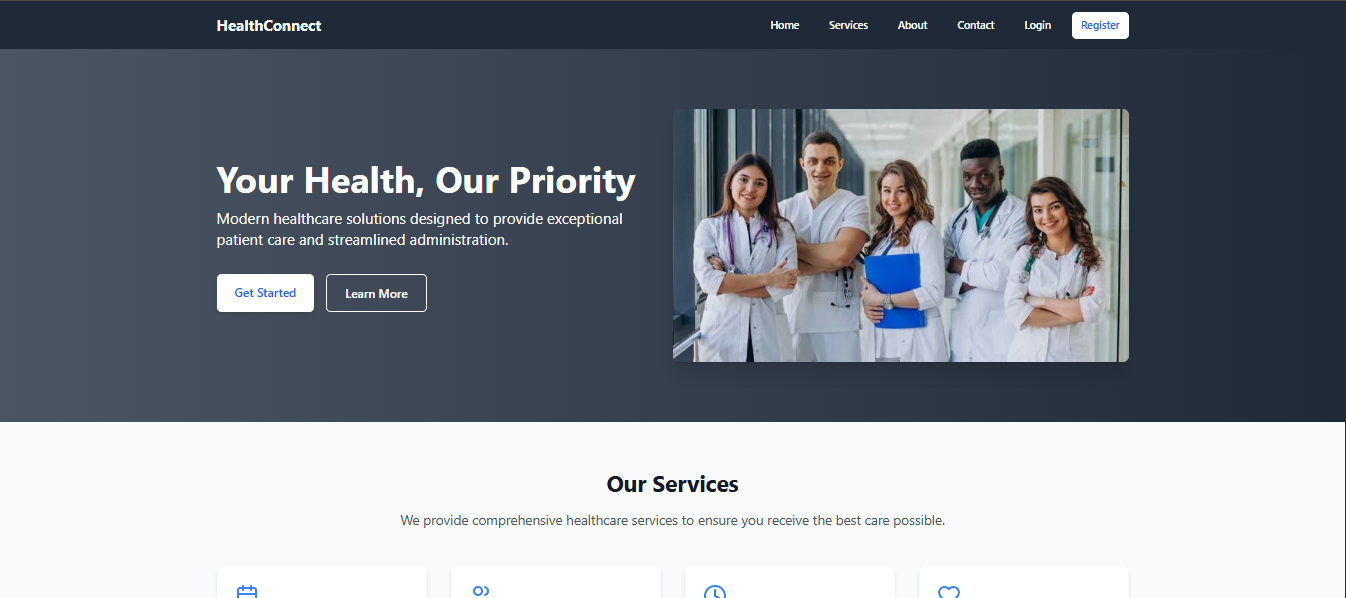 HealthConnect
Home
Services
About
Contact
Login
Register
Your Health, Our Priority
Modern healthcare solutions designed to provide exceptional
patient care and streamlined administration.
Get Started
Learn More
Our Services
We provide comprehensive healthcare services to ensure you receive the best care possible.